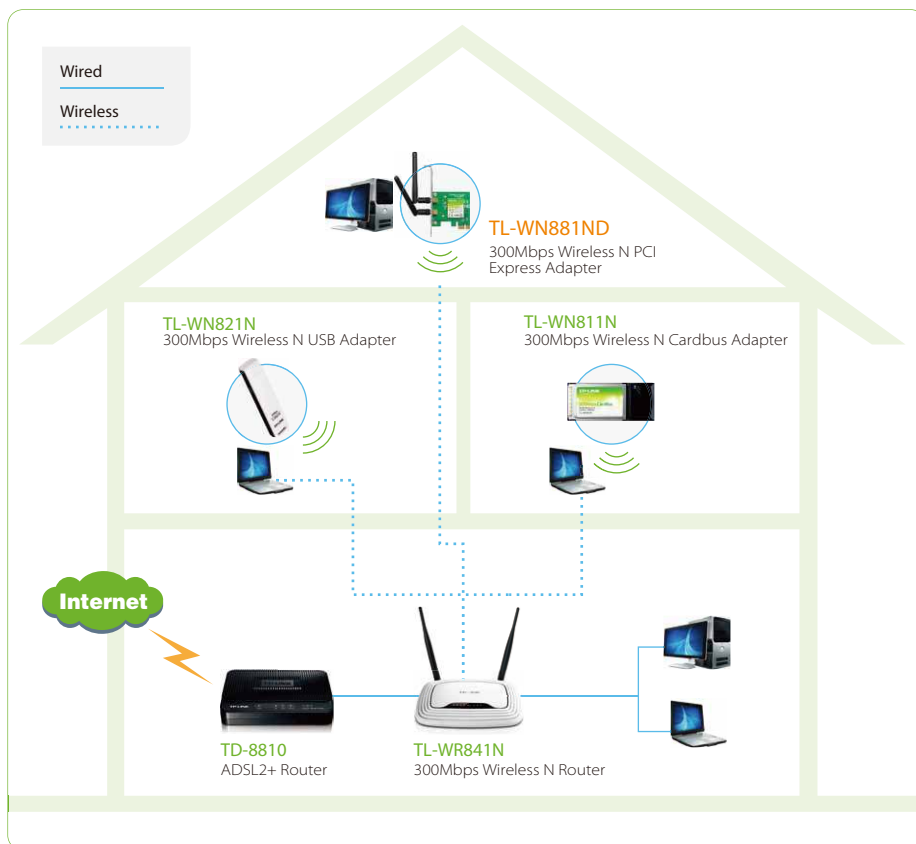 Wired
Wireless
TL-WN881ND
300Mbps Wireless N PCI
Express Adapter
TL-WN821N
300Mbps Wireless N USB Adapter
TL-WN811N
300Mbps Wireless N Cardbus Adapter
Internet
TD-8810
ADSL2+ Router
TL-WR841N
300Mbps Wireless N Router